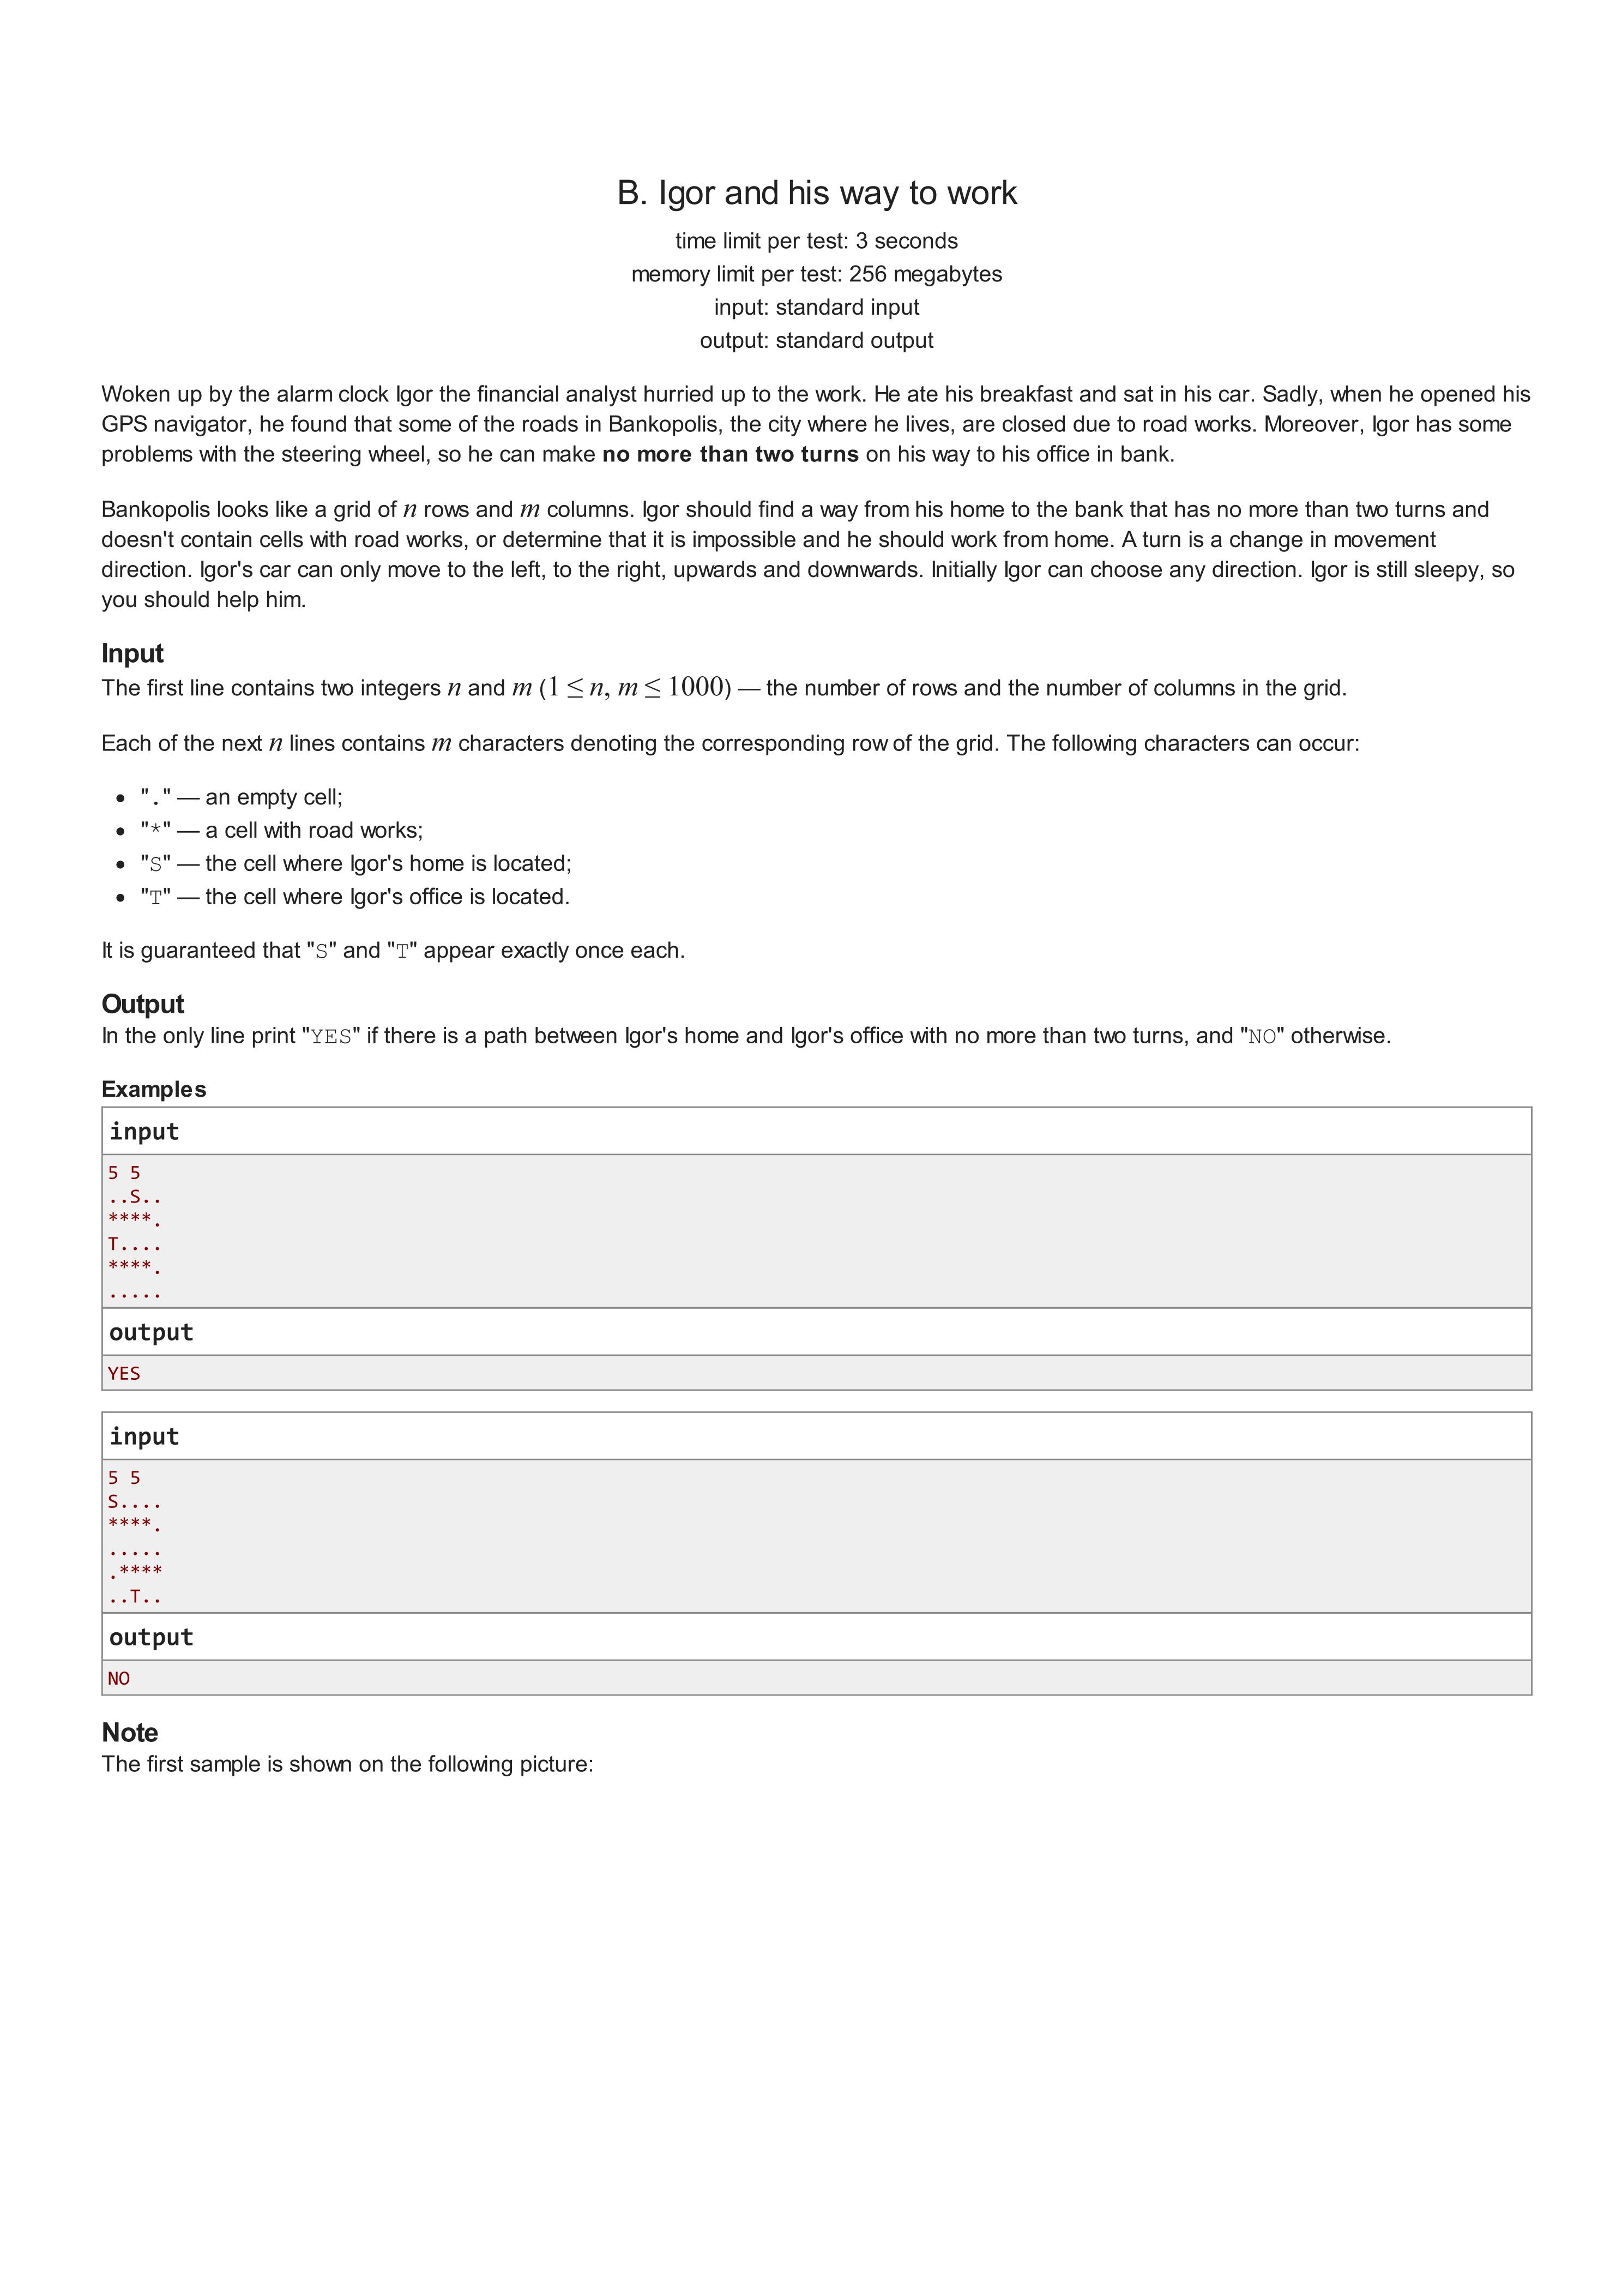 B. Igor and his way to work
time limit per test: 3 seconds
memory limit per test: 256 megabytes
input: standard input
output: standard output
Woken up by the alarm clock Igor the financial analyst hurried up to the work. He ate his breakfast and sat in his car. Sadly, when he opened his
GPS navigator, he found that some of the roads in Bankopolis, the city where he lives, are closed due to road works. Moreover, Igor has some
problems with the steering wheel, so he can make no more than two turns on his way to his office in bank.
Bankopolis looks like a grid of n rows and m columns. Igor should find a way from his home to the bank that has no more than two turns and
doesn't contain cells with road works, or determine that it is impossible and he should work from home. A turn is a change in movement
direction. Igor's car can only move to the left, to the right, upwards and downwards. Initially Igor can choose any direction. Igor is still sleepy, so
you should help him.
Input
The first line contains two integers n and m (1 ≤ n, m ≤ 1000) — the number of rows and the number of columns in the grid.
Each of the next n lines contains m characters denoting the corresponding row of the grid. The following characters can occur:
• "." — an empty cell;
• "*" — a cell with road works;
• "S" — the cell where Igor's home is located;
• "T" — the cell where Igor's office is located.
It is guaranteed that "S" and "T" appear exactly once each.
Output
In the only line print "YES" if there is a path between Igor's home and Igor's office with no more than two turns, and "NO" otherwise.
Examples
input
5 5
..S..
****.
T....
****.
.....
output
YES
input
5 5
S....
****.
.....
.****
..T..
output
NO
Note
The first sample is shown on the following picture: